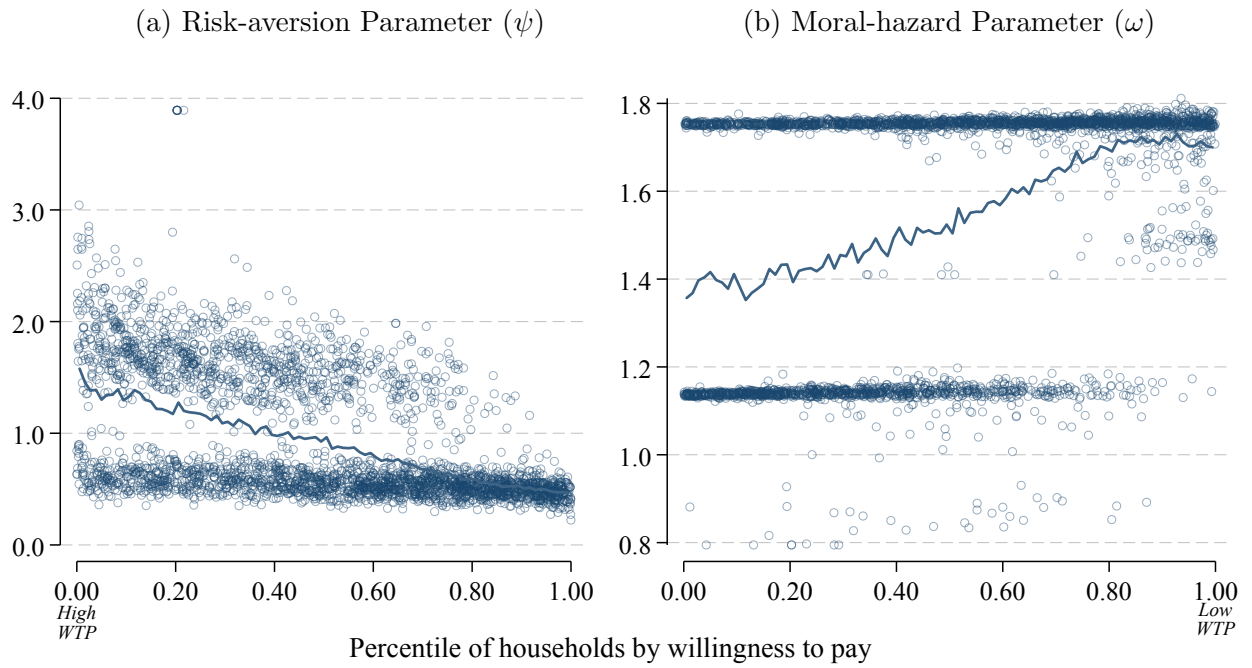 (a) Risk-aversion Parameter (ψ)
(b) Moral-hazard Parameter (ω)
4.0
3.0
2.0
1.0
0.0
0.00 0.20 0.40 0.60 0.80 1.00
High
WTP
1.8
1.6
1.4
1.2
1.0
0.8
0.00 0.20 0.40 0.60 0.80 1.00
Low
WTP
Percentile of households by willingness to pay